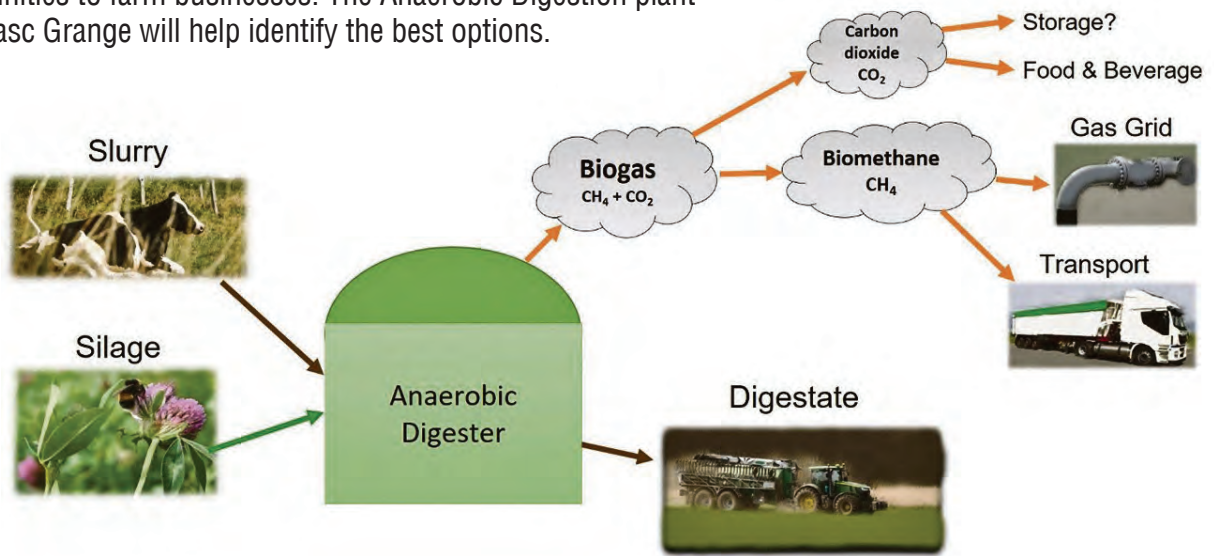 asc Grange will help identify the best options.
Carbon
dioxide
CO₂
Storage?
Food & Beverage
Slurry
Biogas
CH₄ + CO₂
Biomethane
CH₄
Gas Grid
Transport
Silage
Anaerobic
Digester
Digestate